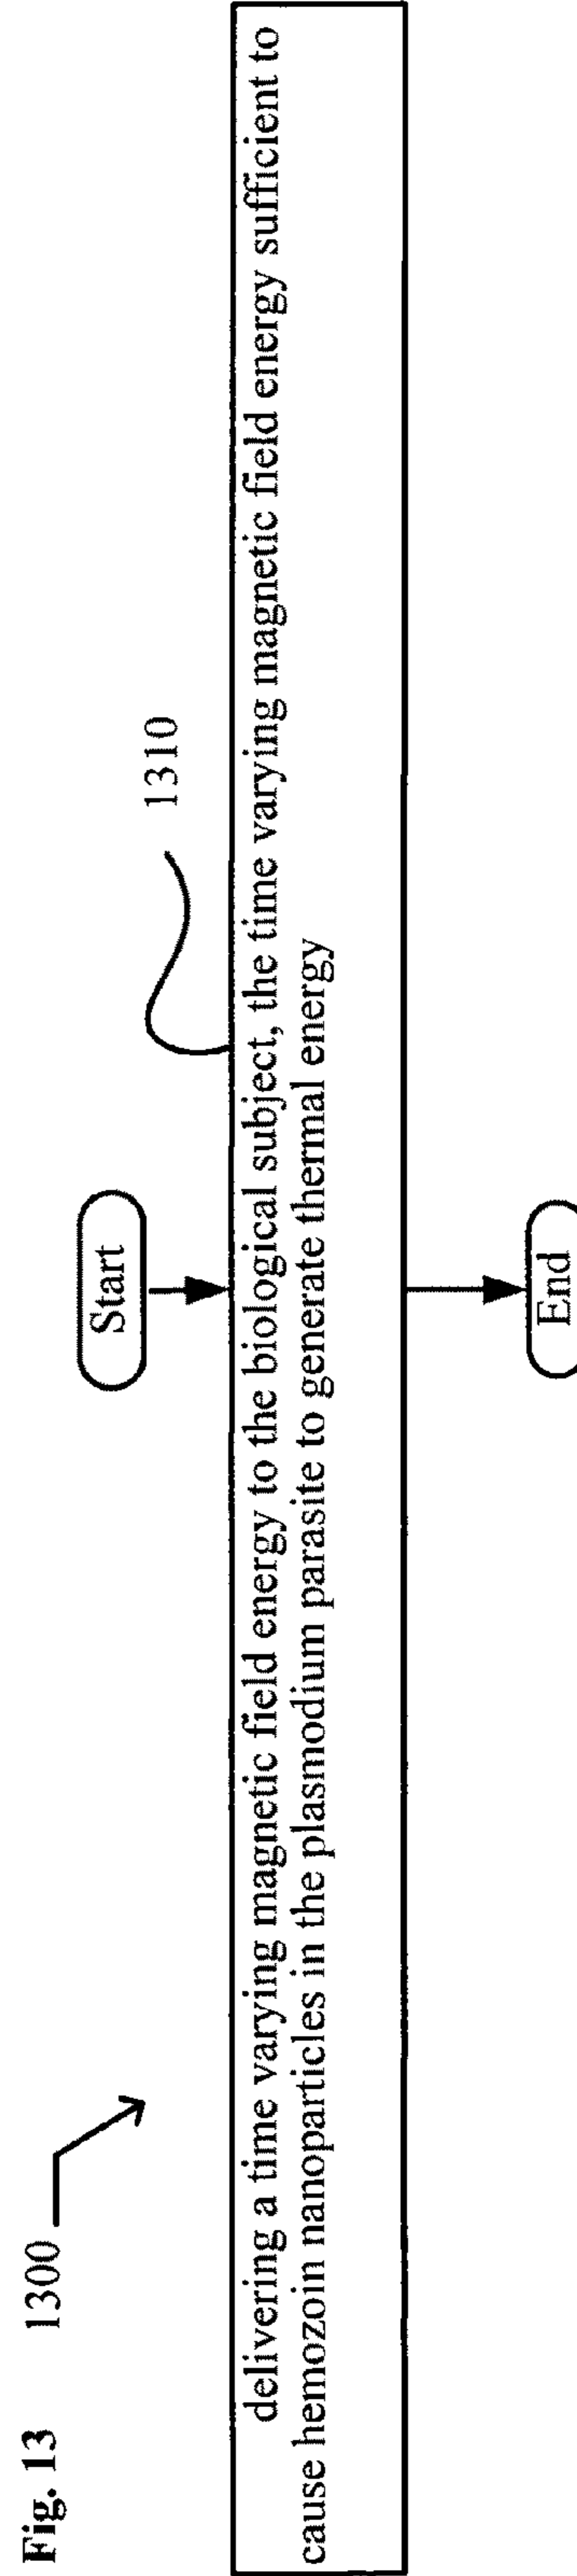 Fig. 13
1300
Start
1310
delivering a time varying magnetic field energy to the biological subject, the time varying magnetic field energy sufficient to
cause hemozoin nanoparticles in the plasmodium parasite to generate thermal energy
End